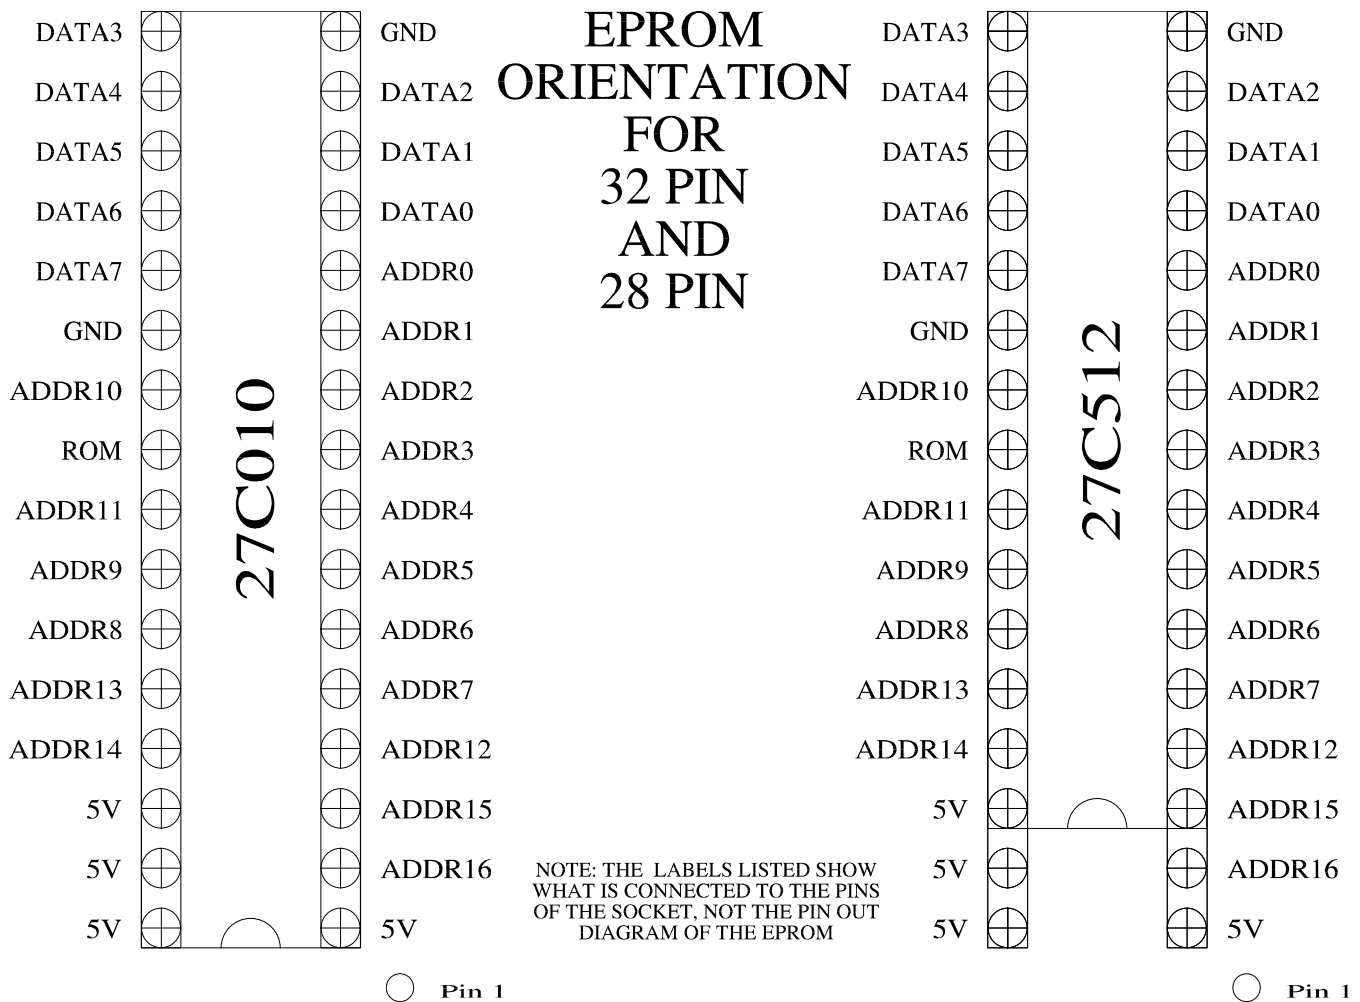 EPROM
ORIENTATION
FOR
32 PIN
AND
28 PIN
DATA3 GND
DATA4 DATA2
DATA5 DATA1
DATA6 DATA0
DATA7 ADDR0
GND ADDR1
ADDR10 ADDR2
ROM ADDR3
ADDR11 ADDR4
ADDR9 ADDR5
ADDR8 ADDR6
ADDR13 ADDR7
ADDR14 ADDR12
5V ADDR15
5V ADDR16
5V 5V
27C010
Pin 1
NOTE: THE LABELS LISTED SHOW
WHAT IS CONNECTED TO THE PINS
OF THE SOCKET, NOT THE PIN OUT
DIAGRAM OF THE EPROM
DATA3 GND
DATA4 DATA2
DATA5 DATA1
DATA6 DATA0
DATA7 ADDR0
GND ADDR1
ADDR10 ADDR2
ROM ADDR3
ADDR11 ADDR4
ADDR9 ADDR5
ADDR8 ADDR6
ADDR13 ADDR7
ADDR14 ADDR12
5V ADDR15
5V ADDR16
5V 5V
27C512
Pin 1